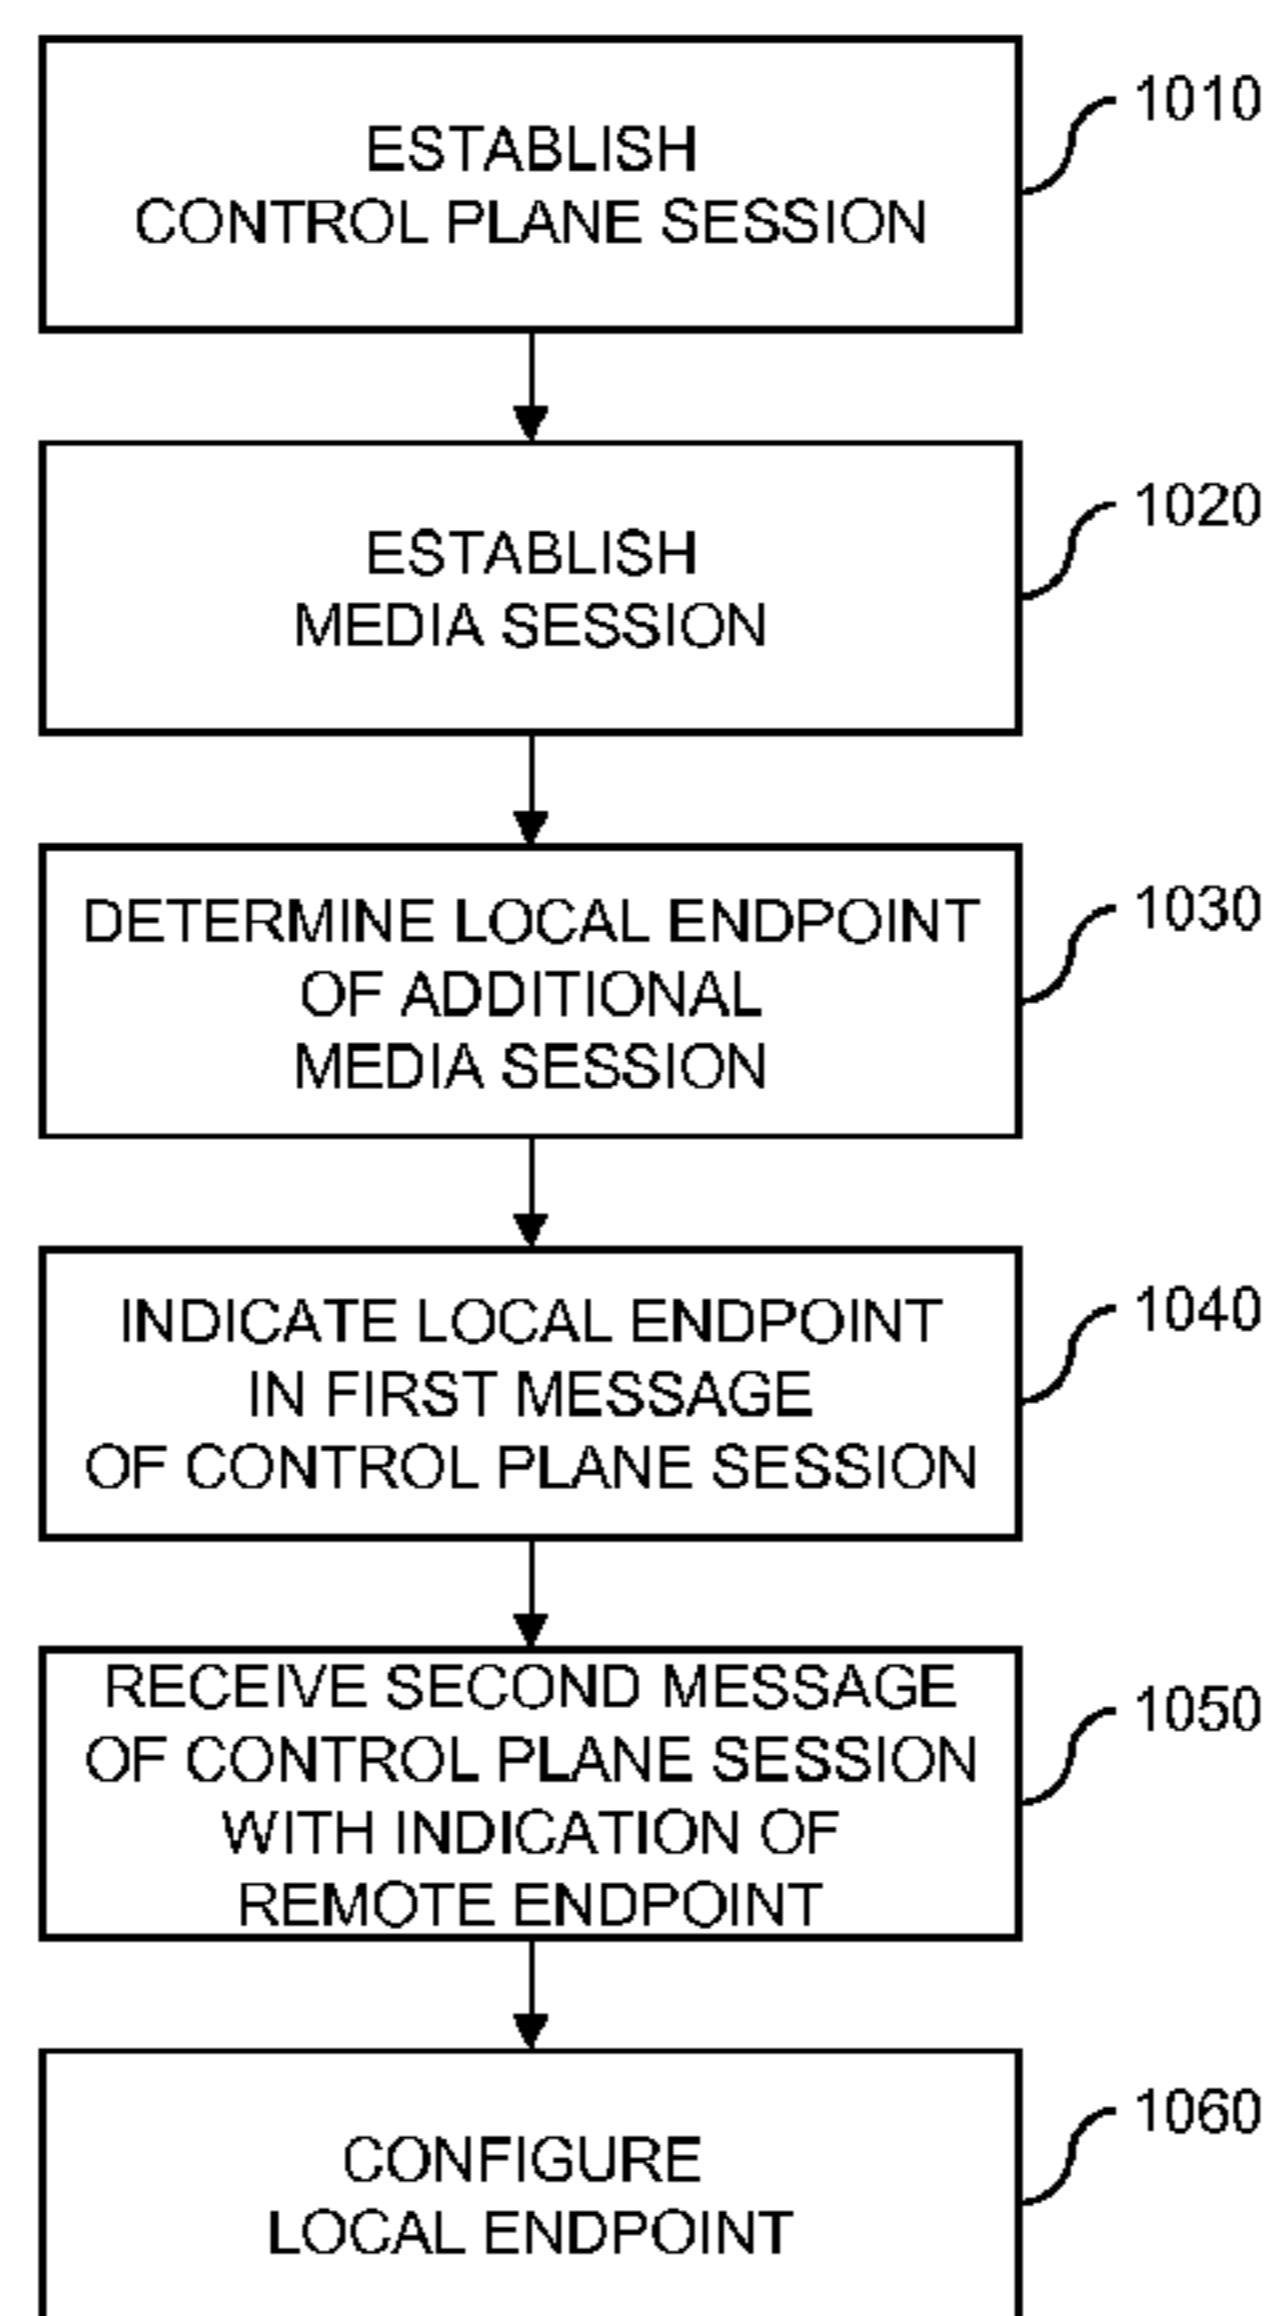 ESTABLISH
CONTROL PLANE SESSION
1010
ESTABLISH
MEDIA SESSION
1020
DETERMINE LOCAL ENDPOINT
OF ADDITIONAL
MEDIA SESSION
1030
INDICATE LOCAL ENDPOINT
IN FIRST MESSAGE
OF CONTROL PLANE SESSION
1040
RECEIVE SECOND MESSAGE
OF CONTROL PLANE SESSION
WITH INDICATION OF
REMOTE ENDPOINT
1050
CONFIGURE
LOCAL ENDPOINT
1060